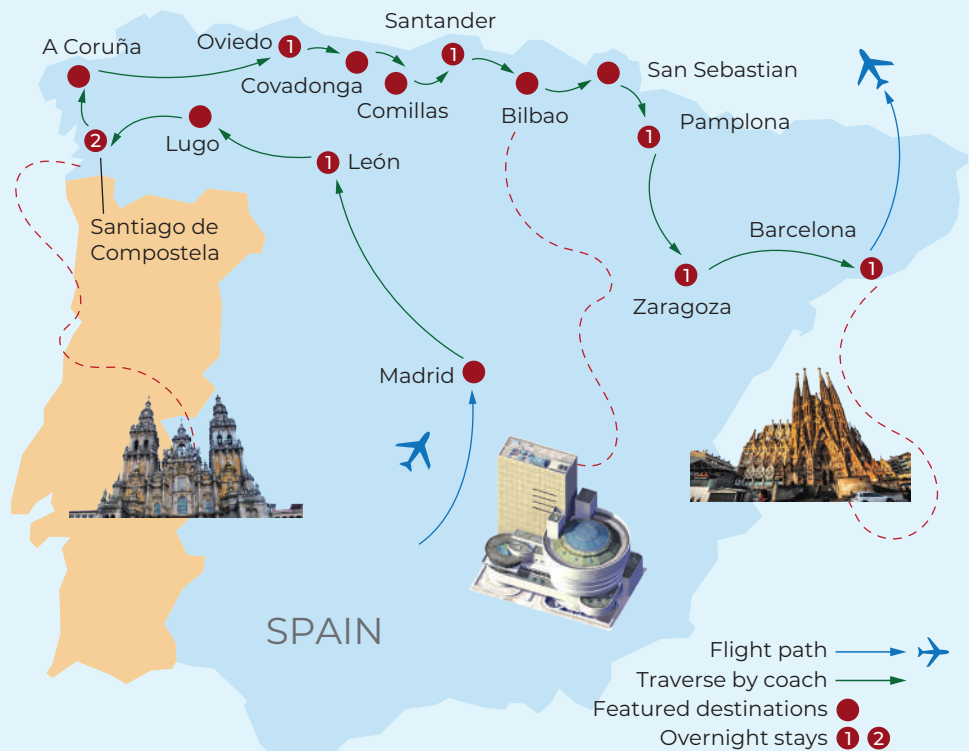 Santander
A Coruña
Oviedo
1
1
Covadonga
Comillas
Bilbao
San Sebastian
Pamplona
1
2
Lugo
1
León
Santiago de
Compostela
Barcelona
1
1
Zaragoza
Madrid
SPAIN
Flight path
Traverse by coach
Featured destinations
Overnight stays 1 2